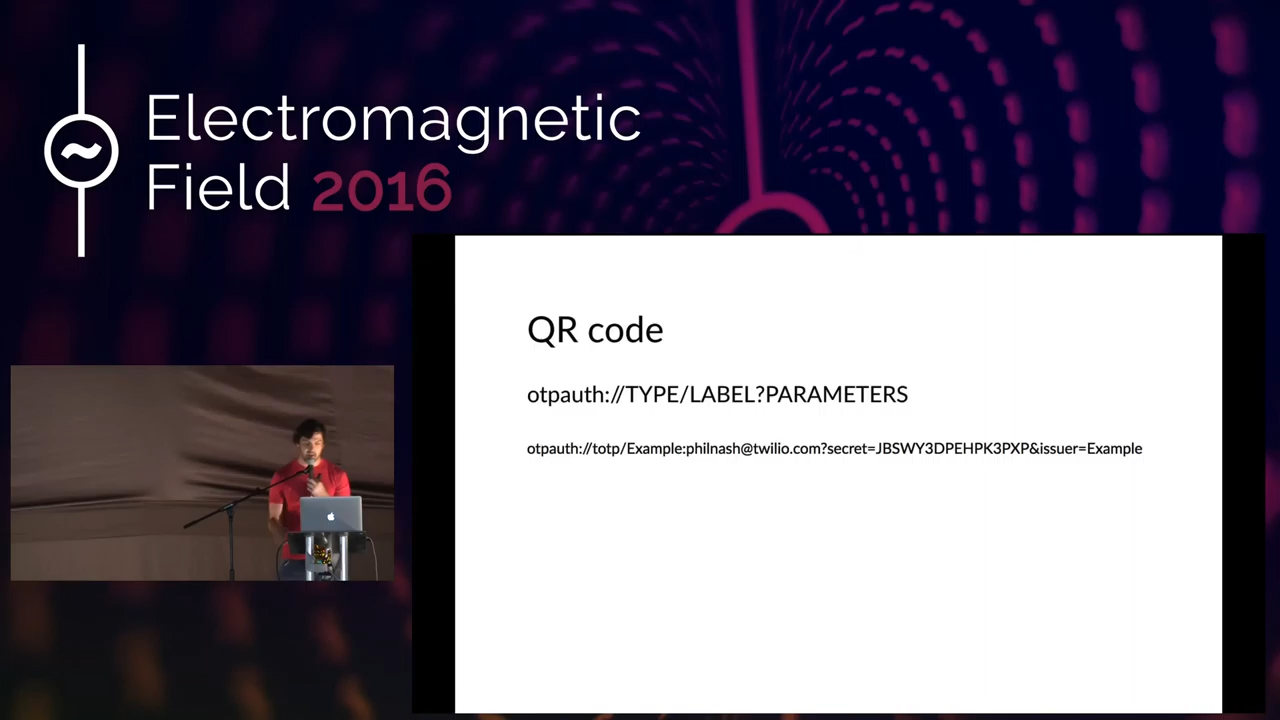 Electromagnetic
Field 2016
QR code
otpauth://TYPE/LABEL?PARAMETERS
otpauth://totp/Example:philnash@twilio.com?secret=JBSWY3DPEHPK3PXP&issuer=Example